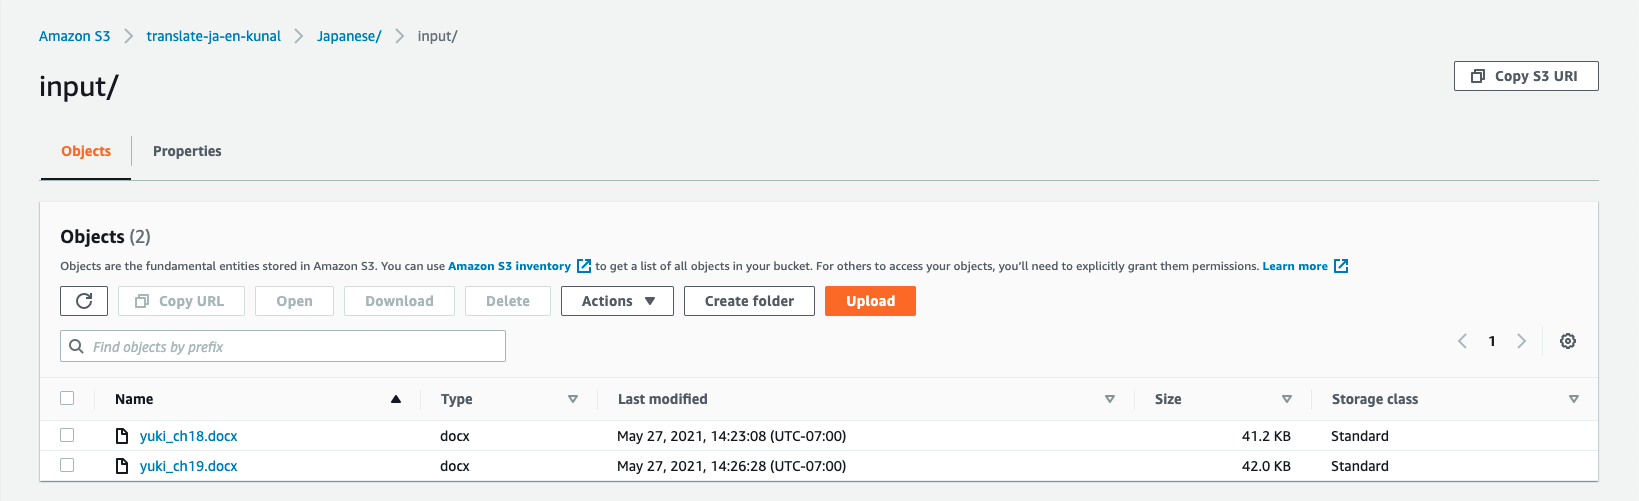 Amazon S3 > translate-ja-en-kunal > Japanese/ > input/
input/
Copy S3 URI
Objects Properties
Objects (2)
Objects are the fundamental entities stored in Amazon S3. You can use Amazon S3 inventory to get a list of all objects in your bucket. For others to access your objects, you'll need to explicitly grant them permissions. Learn more
Copy URL Open Download Delete Actions Create folder Upload
Find objects by prefix
1
Name Type Last modified Size Storage class
yuki_ch18.docx docx May 27, 2021, 14:23:08 (UTC-07:00) 41.2 KB Standard
yuki_ch19.docx docx May 27, 2021, 14:26:28 (UTC-07:00) 42.0 KB Standard